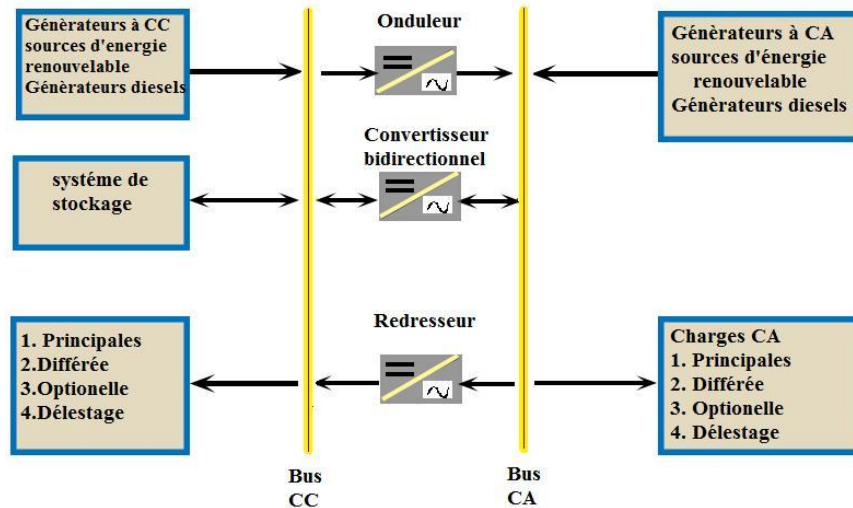 Génèrateurs à CC
sources d'energie
renouvelable
Génèrateurs diesels
Onduleur
Génèrateurs à CA
sources d'énergie
renouvelable
Génèrateurs diesels
Convertisseur
bidirectionnel
systéme de
stockage
Redresseur
1. Principales
2.Différée
3.Optionelle
4.Délestage
Charges CA
1. Principales
2. Différée
3. Optionelle
4. Délestage
Bus
CC
Bus
CA